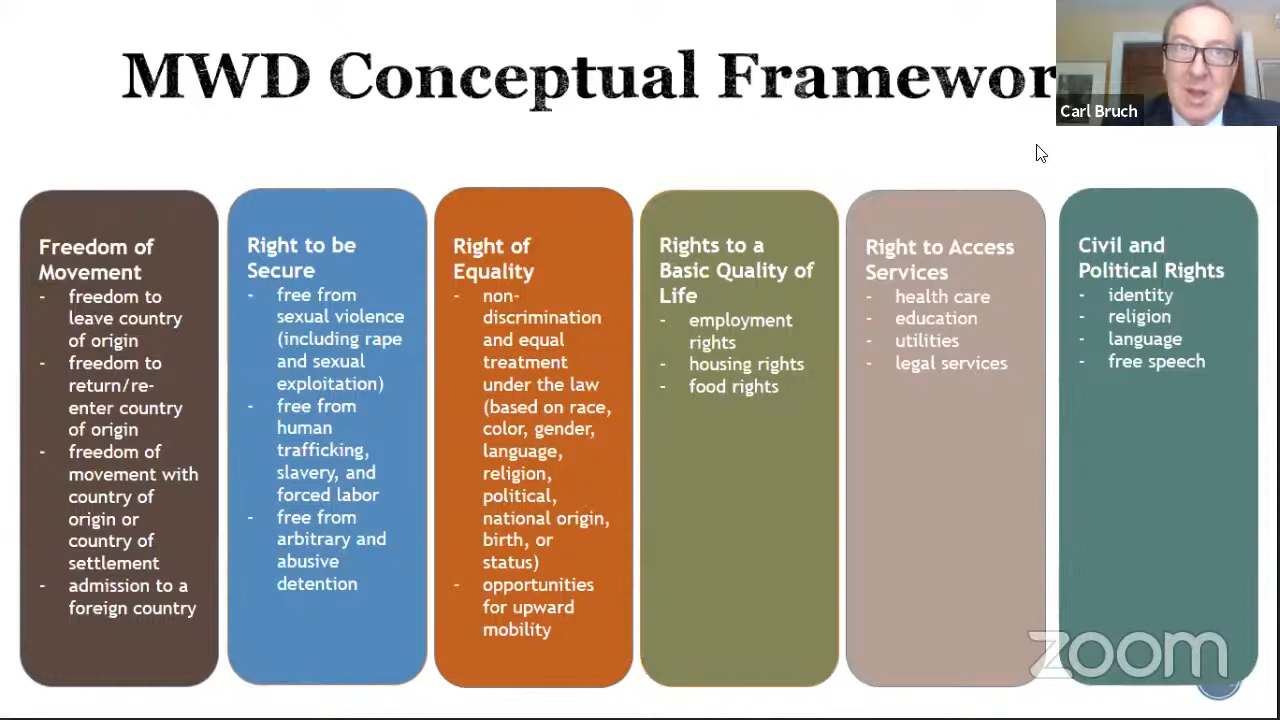 MWD Conceptual Framewor
Carl Bruch
Freedom of
Movement
- freedom to
leave country
of origin
- freedom to
return/re-
enter country
of origin
- freedom of
movement with
country of
origin or
country of
settlement
- admission to a
foreign country
Right to be
Secure
- free from
sexual violence
(including rape
and sexual
exploitation)
- free from
human
trafficking,
slavery, and
forced labor
- free from
arbitrary and
abusive
detention
Right of
Equality
- non-
discrimination
and equal
treatment
under the law
(based on race,
color, gender,
language,
religion,
political,
national origin,
birth, or
status)
- opportunities
for upward
mobility
Rights to a
Basic Quality of
Life
- employment
rights
- housing rights
- food rights
Right to Access
Services
- health care
- education
- utilities
- legal services
Civil and
Political Rights
- identity
- religion
- language
- free speech
zoom